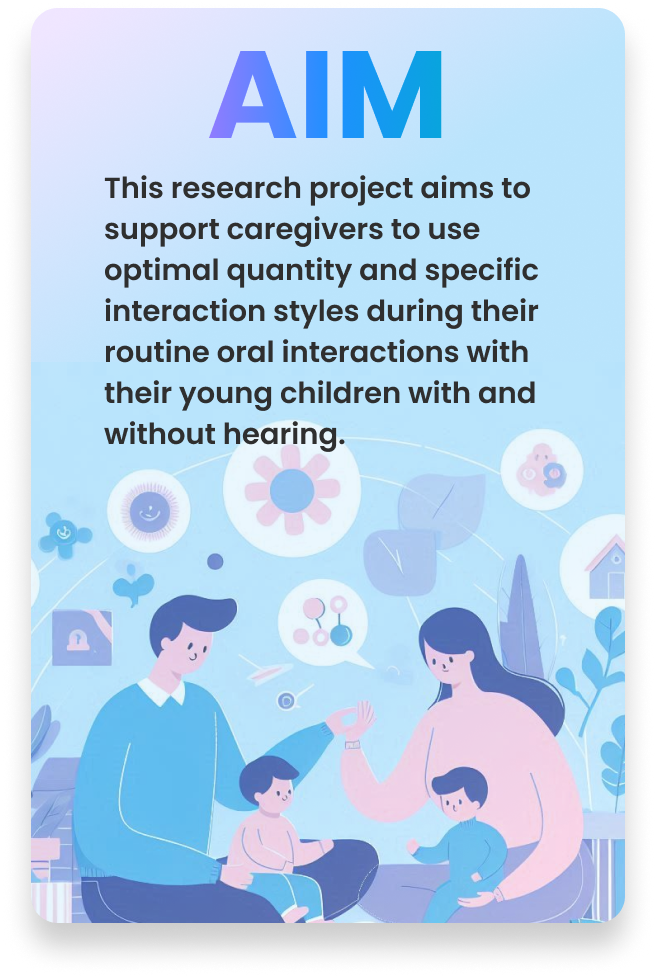 AIM
This research project aims to
support caregivers to use
optimal quantity and specific
interaction styles during their
routine oral interactions with
their young children with and
without hearing.